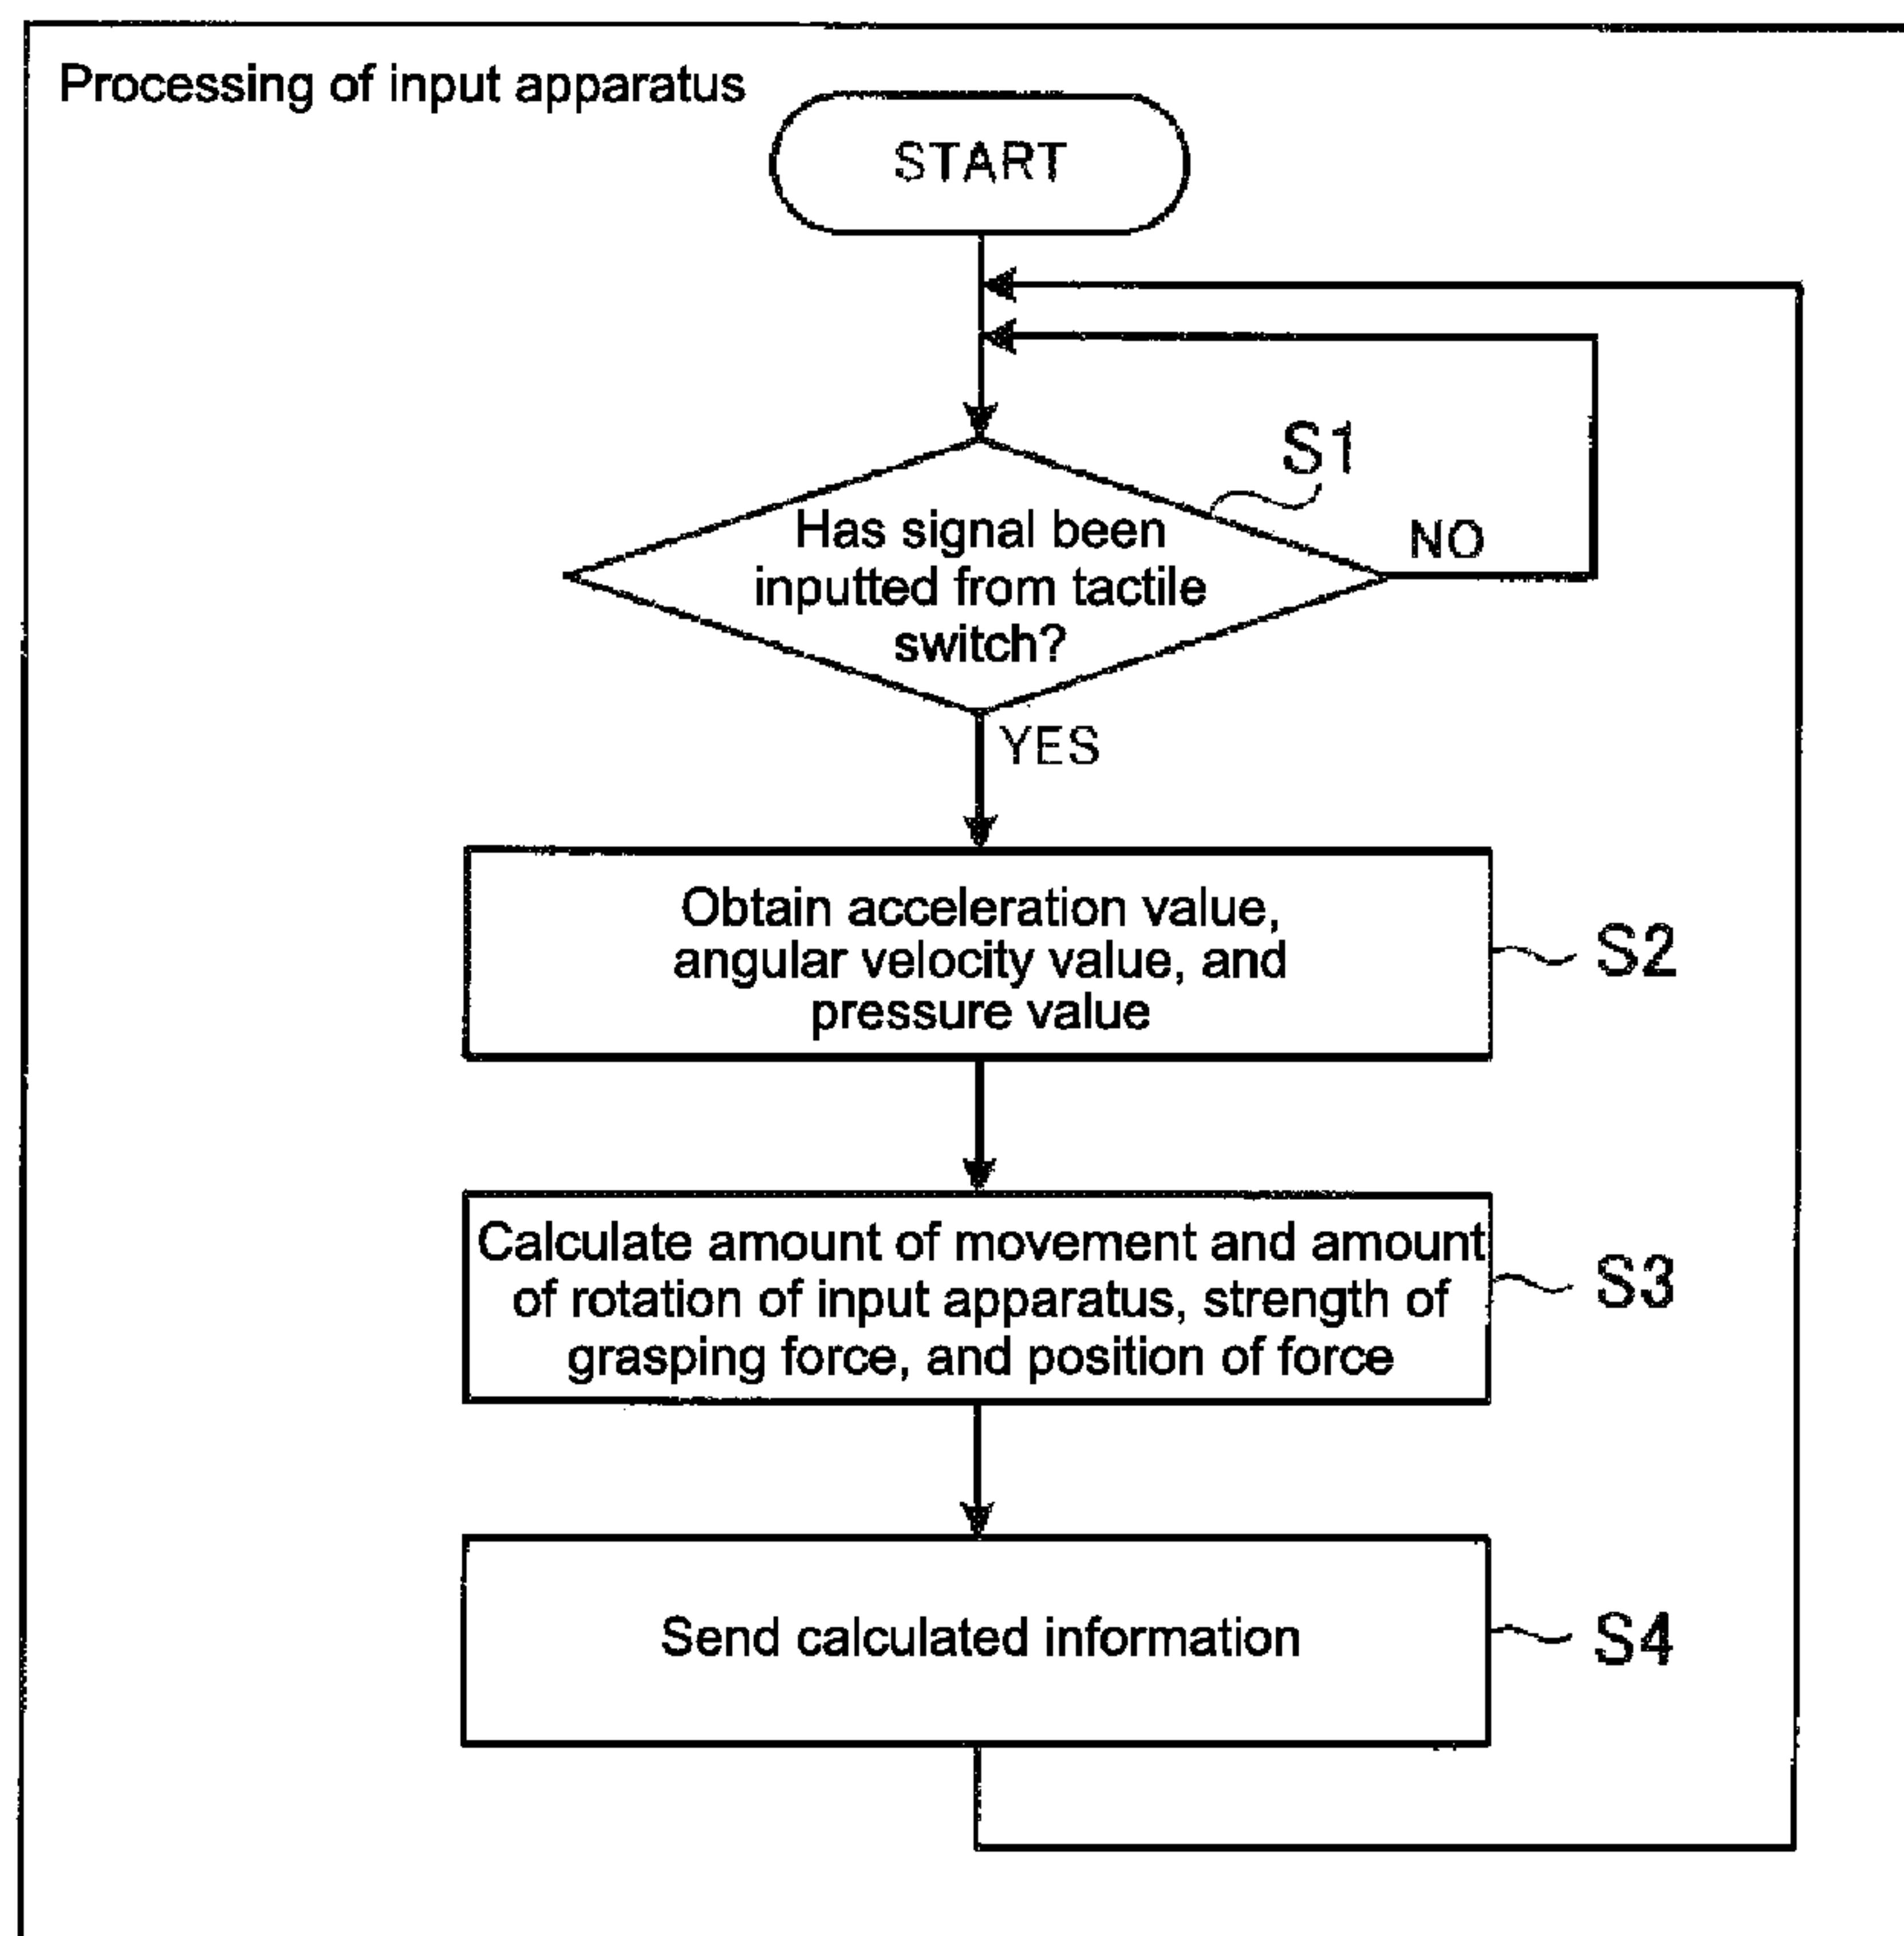 Processing of input apparatus
START
S1
Has signal been
inputted from tactile
switch?
NO
YES
Obtain acceleration value,
angular velocity value, and
pressure value
S2
Calculate amount of movement and amount
of rotation of input apparatus, strength of
grasping force, and position of force
S3
Send calculated information
S4